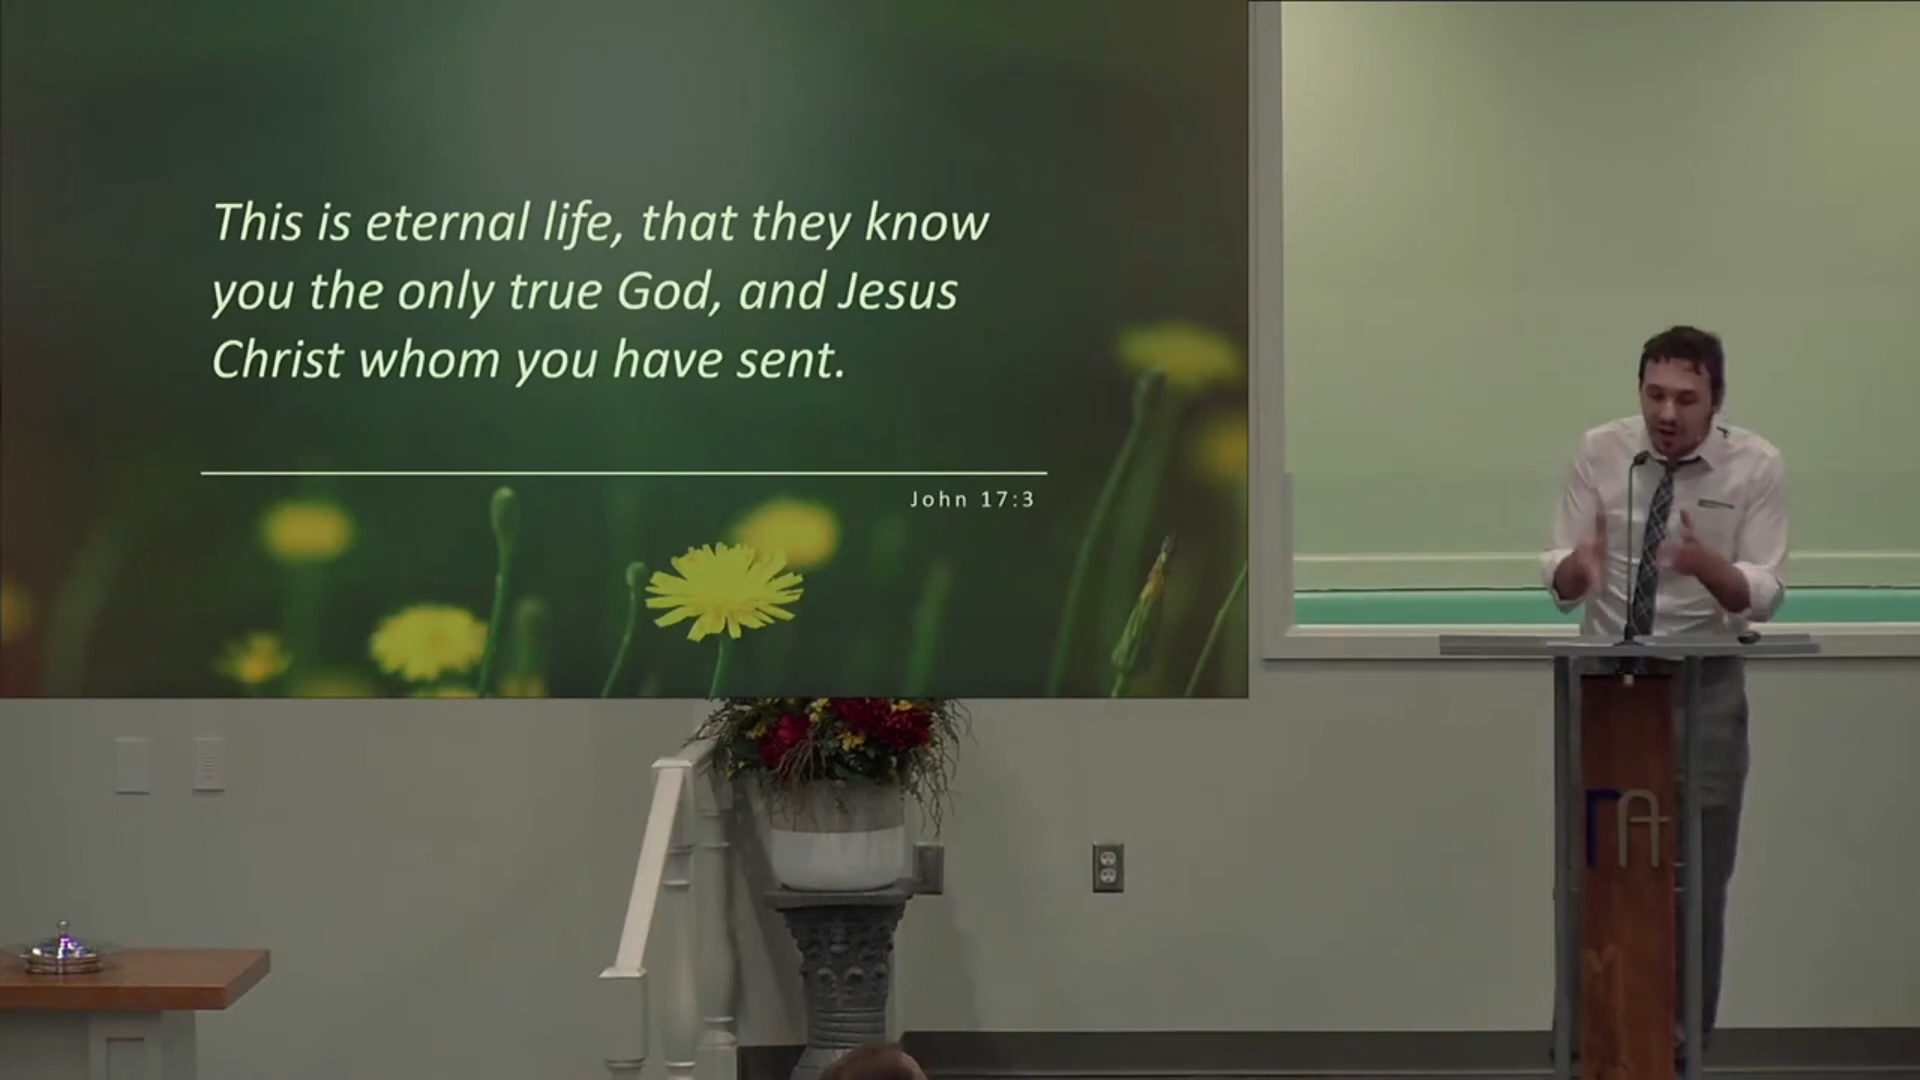 This is eternal life, that they know
you the only true God, and Jesus
Christ whom you have sent.
John 17:3